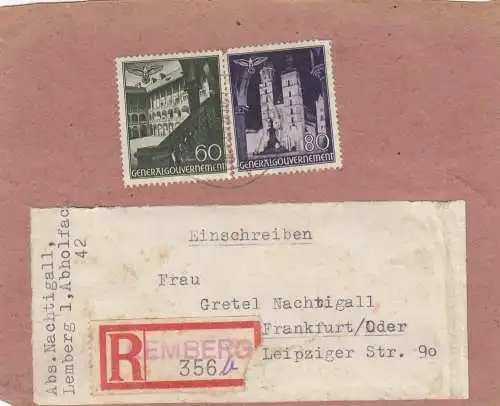 60
GENERALGOUVERNEMENT
80
GENERALGOUVERNEMENT
Abs.Nachtigall,
Lemberg 1,Abholfach
42
Einschreiben
Frau
Gretel Nachtigall
Frankfurt/Oder
Leipziger Str. 90
R
LEMBERG
356 b